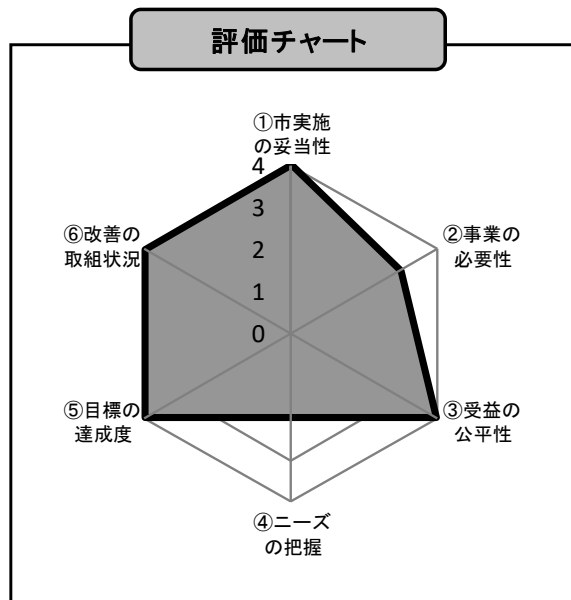 評価チャート
①市実施
の妥当性
4
3
2
1
0
②事業の
必要性
③受益の
公平性
④ニーズ
の把握
⑤目標の
達成度
⑥改善の
取組状況